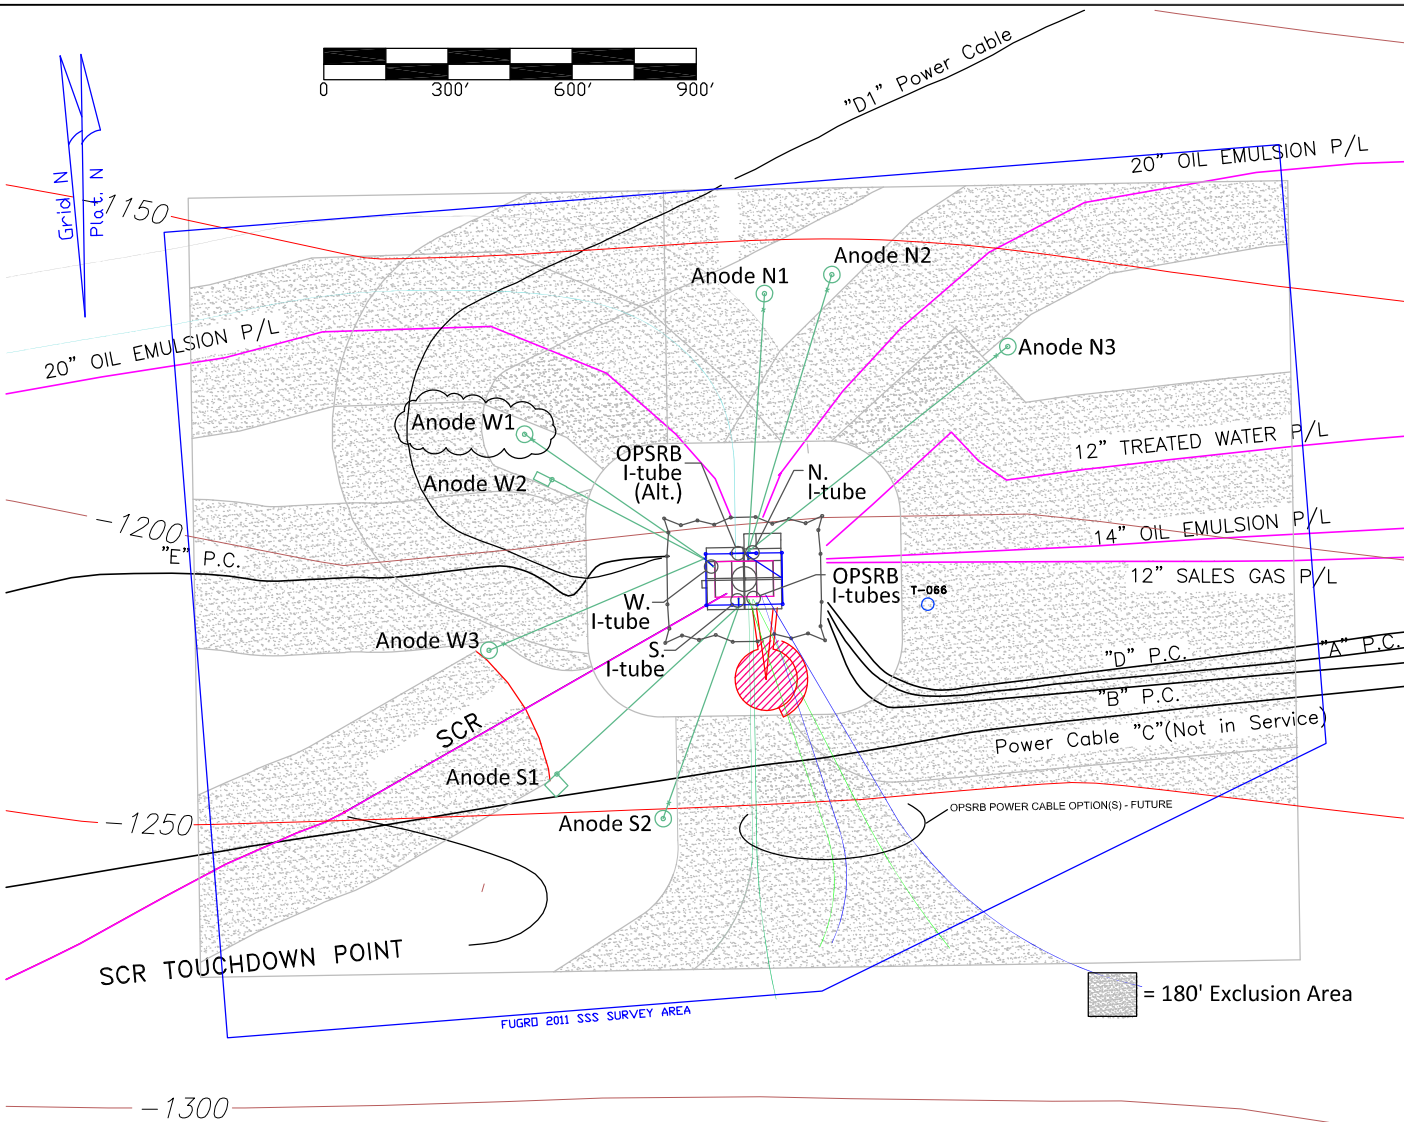 0 300' 600' 900'
"D1" Power Cable
Grid N
Plat. N
20" OIL EMULSION P/L
-1150
Anode N1
Anode N2
20" OIL EMULSION P/L
Anode N3
Anode W1
Anode W2
OPSRB
I-tube
(Alt.)
N.
I-tube
12" TREATED WATER P/L
-1200
"E" P.C.
14" OIL EMULSION P/L
12" SALES GAS P/L
OPSRB
I-tubes
T-066
W.
I-tube
Anode W3
S.
I-tube
"D" P.C.
"A" P.C.
"B" P.C.
SCR
Power Cable "C"(Not in Service)
Anode S1
-1250
Anode S2
OPSRB POWER CABLE OPTION(S) - FUTURE
SCR TOUCHDOWN POINT
= 180' Exclusion Area
FUGRO 2011 SSS SURVEY AREA
-1300